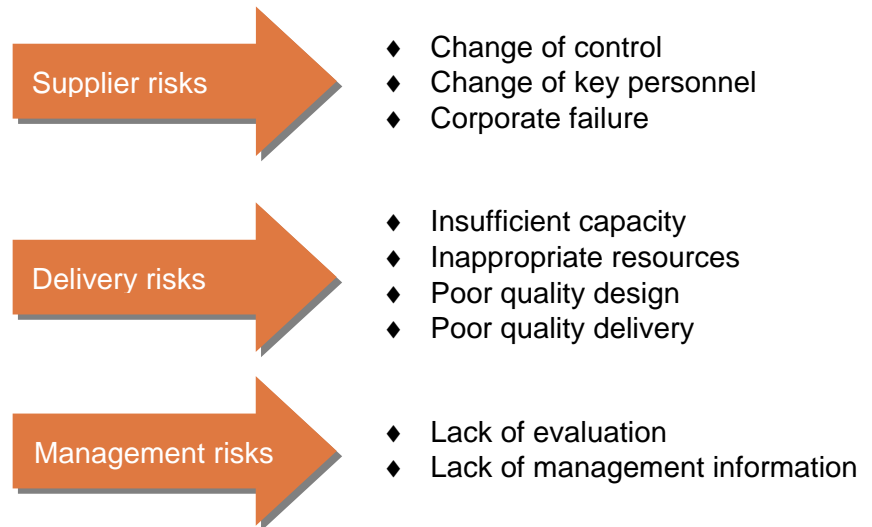 Supplier risks
♦ Change of control
♦ Change of key personnel
♦ Corporate failure
Delivery risks
♦ Insufficient capacity
♦ Inappropriate resources
♦ Poor quality design
♦ Poor quality delivery
Management risks
♦ Lack of evaluation
♦ Lack of management information